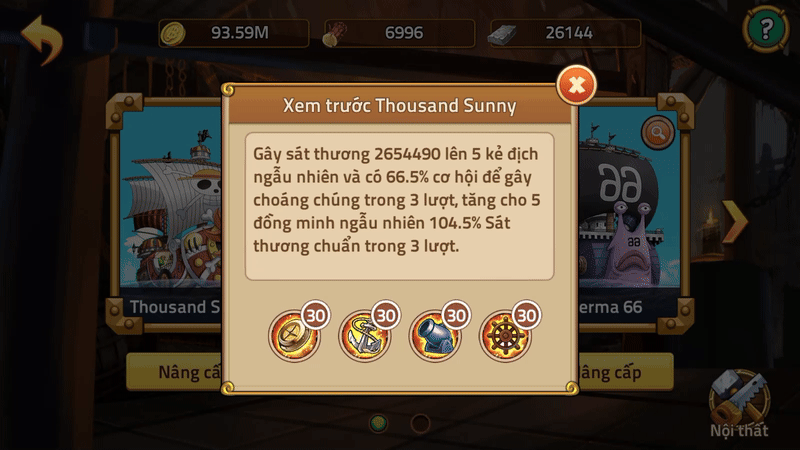 93.59M
6996
26144
?
Xem trước Thousand Sunny
Gây sát thương 2654490 lên 5 kẻ địch
ngẫu nhiên và có 66.5% cơ hội để gây
choáng chúng trong 3 lượt, tăng cho 5
đồng minh ngẫu nhiên 104.5% Sát
thương chuẩn trong 3 lượt.
30
30
30
30
66
66
Thousand S
erma 66
Nâng cấ
âng cấp
Nội thất